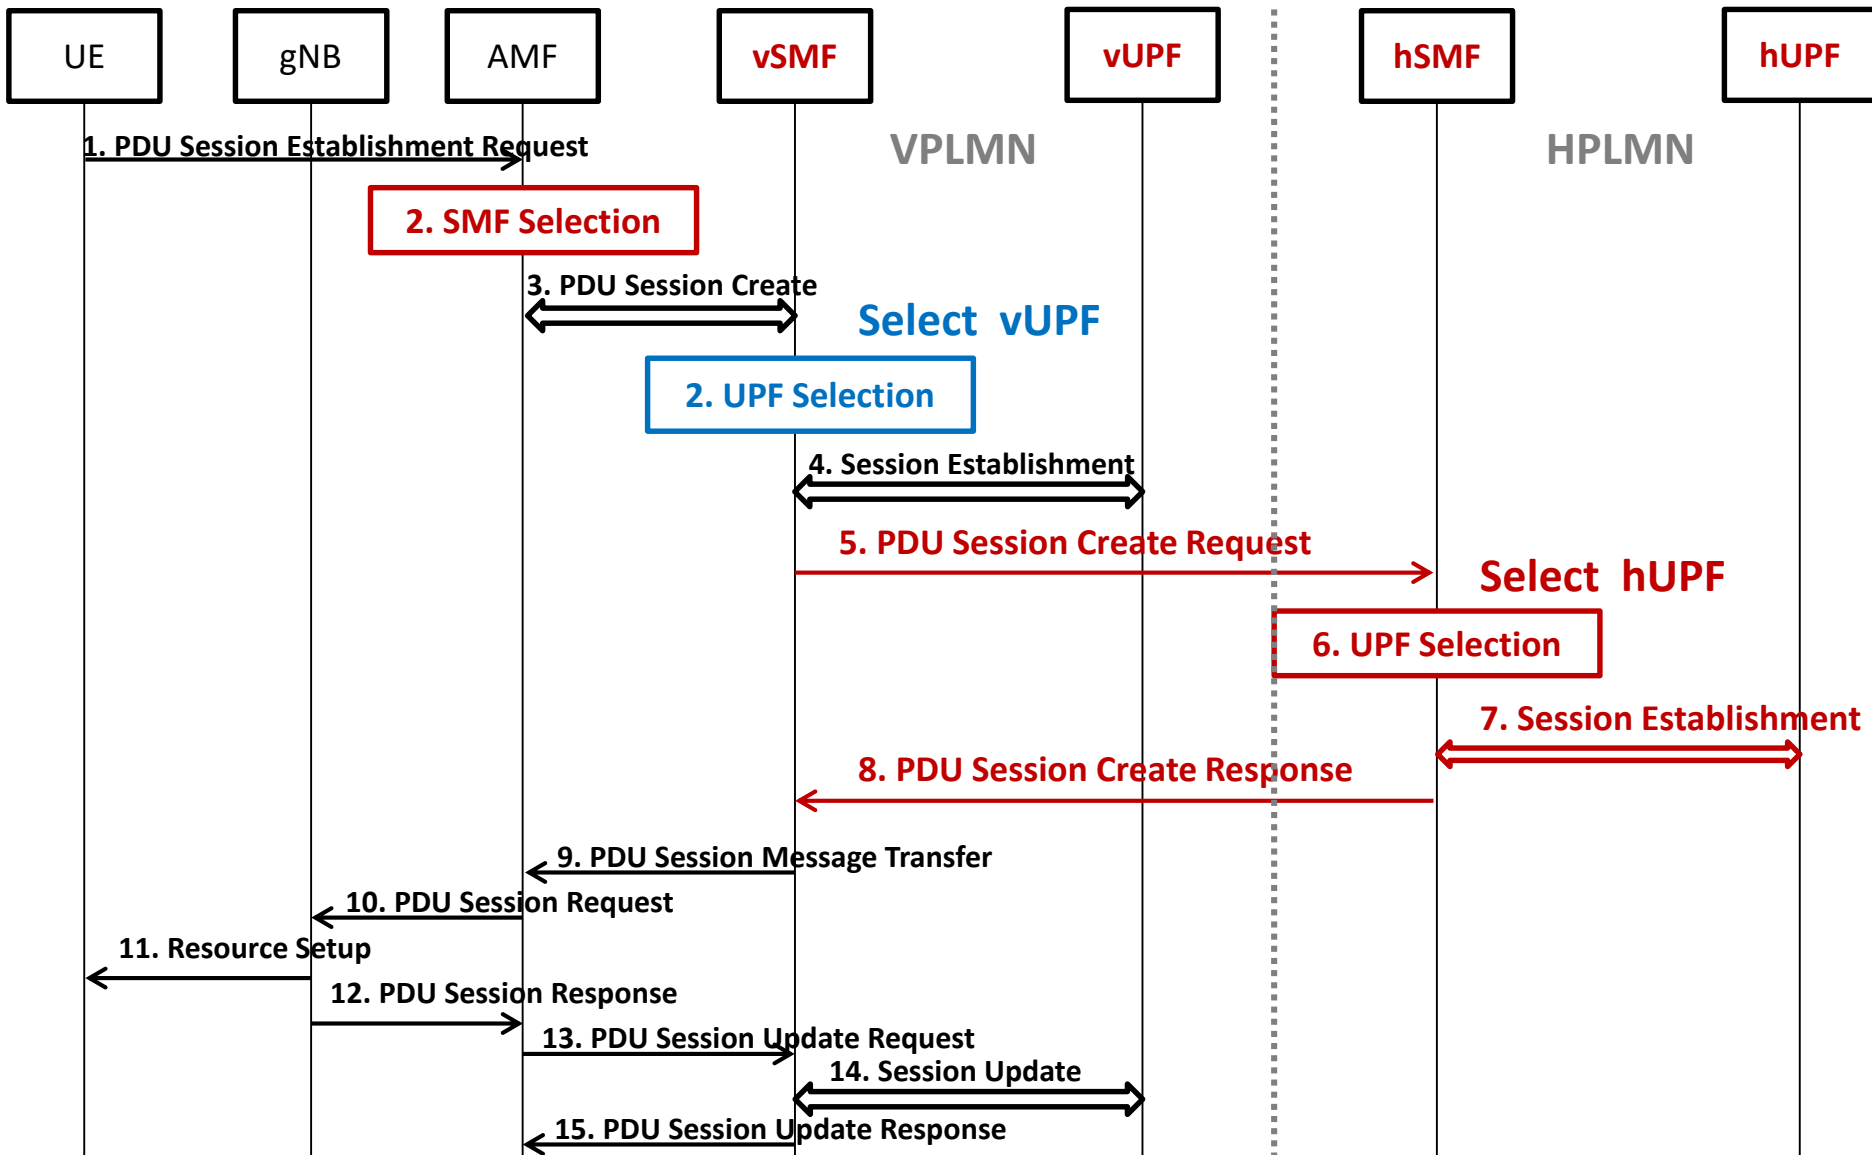 UE
gNB
AMF
vSMF
vUPF
hSMF
hUPF
1. PDU Session Establishment Request
VPLMN
HPLMN
2. SMF Selection
3. PDU Session Create
Select vUPF
2. UPF Selection
4. Session Establishment
5. PDU Session Create Request
Select hUPF
6. UPF Selection
7. Session Establishment
8. PDU Session Create Response
9. PDU Session Message Transfer
10. PDU Session Request
11. Resource Setup
12. PDU Session Response
13. PDU Session Update Request
14. Session Update
15. PDU Session Update Response